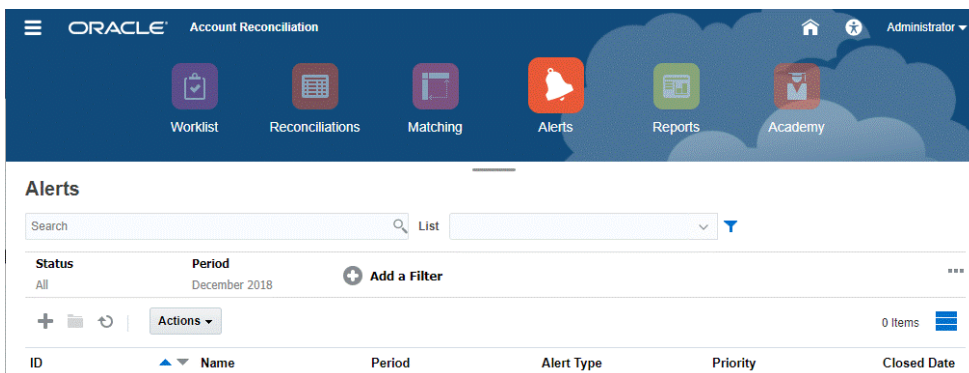 ORACLE Account Reconciliation Administrator
Worklist Reconciliations Matching Alerts Reports Academy
Alerts
Search List
Status Period Add a Filter
All December 2018
Actions 0 Items
ID Name Period Alert Type Priority Closed Date